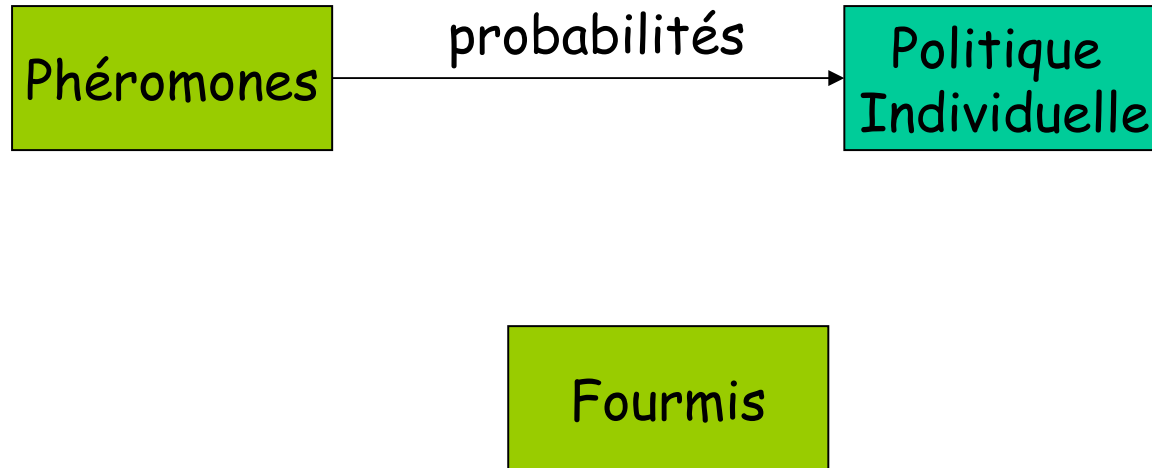 probabilités
Phéromones
Politique
Individuelle
Fourmis